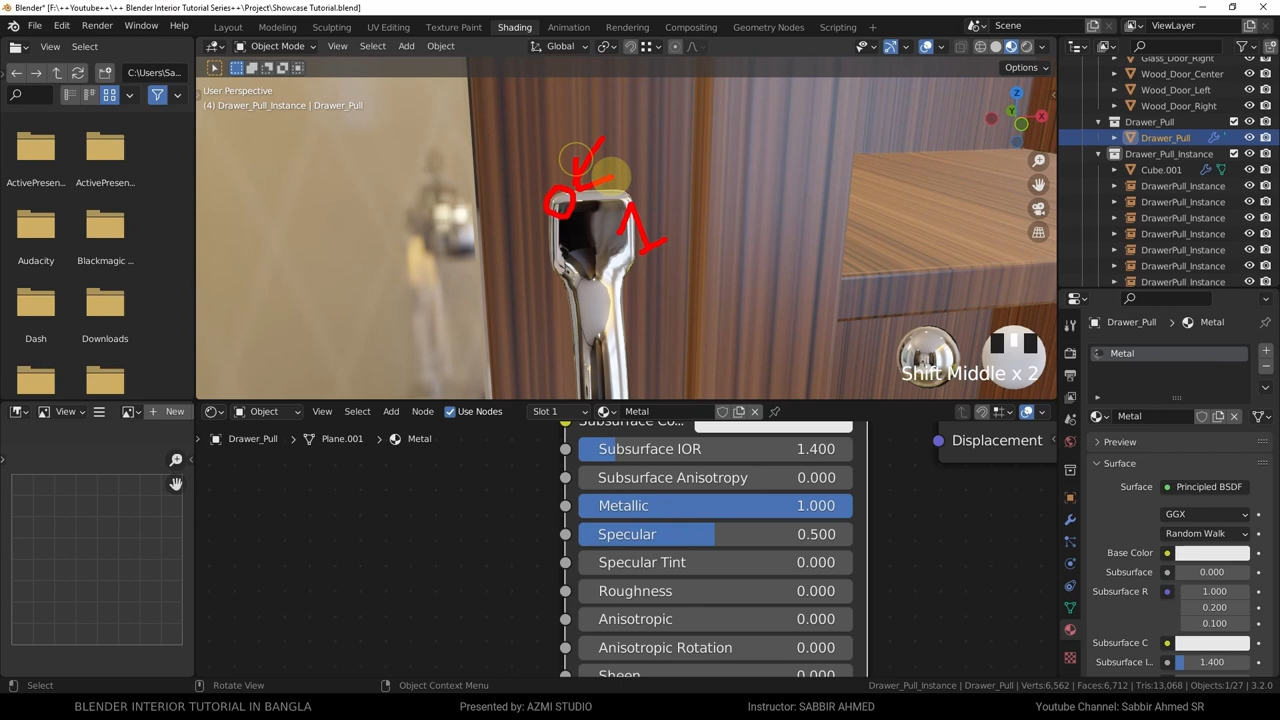 Blender* [F:\++Youtube++\++ Blender Interior Tutorial Series++\Project\Showcase Tutorial.blend]
File Edit Render Window Help Layout Modeling Sculpting UV Editing Texture Paint Shading Animation Rendering Compositing Geometry Nodes Scripting Scene ViewLayer
View Select Object Mode View Select Add Object Global
C:\Users\Sa... Options
User Perspective
(4) Drawer_Pull_Instance | Drawer_Pull
Glass_Door_Right
Wood_Door_Center
Wood_Door_Left
Wood_Door_Right
Drawer_Pull
Drawer_Pull
Drawer_Pull_Instance
Cube.001
DrawerPull_Instance
DrawerPull_Instance
DrawerPull_Instance
DrawerPull_Instance
DrawerPull_Instance
DrawerPull_Instance
DrawerPull_Instance
ActivePresen... ActivePresen...
Audacity Blackmagic ...
Dash Downloads
X
Y
Z
Shift Middle x 2
Drawer_Pull Metal
Metal
Metal
Preview
Surface
Surface Principled BSDF
GGX
Random Walk
Base Color
Subsurface 0.000
Subsurface R 1.000
0.200
0.100
Subsurface C
Subsurface I... 1.400
View New Object View Select Add Node Use Nodes Slot 1 Metal
Drawer_Pull Plane.001 Metal
Subsurface Co...
Subsurface IOR 1.400
Subsurface Anisotropy 0.000
Metallic 1.000
Specular 0.500
Specular Tint 0.000
Roughness 0.000
Anisotropic 0.000
Anisotropic Rotation 0.000
Sheen 0.000
Displacement
Select Rotate View Object Context Menu Drawer_Pull_Instance | Drawer_Pull | Verts:6,562 | Faces:6,712 | Tris:13,068 | Objects:1/27 | 3.2.0
BLENDER INTERIOR TUTORIAL IN BANGLA Presented by: AZMI STUDIO Instructor: SABBIR AHMED Youtube Channel: Sabbir Ahmed SR